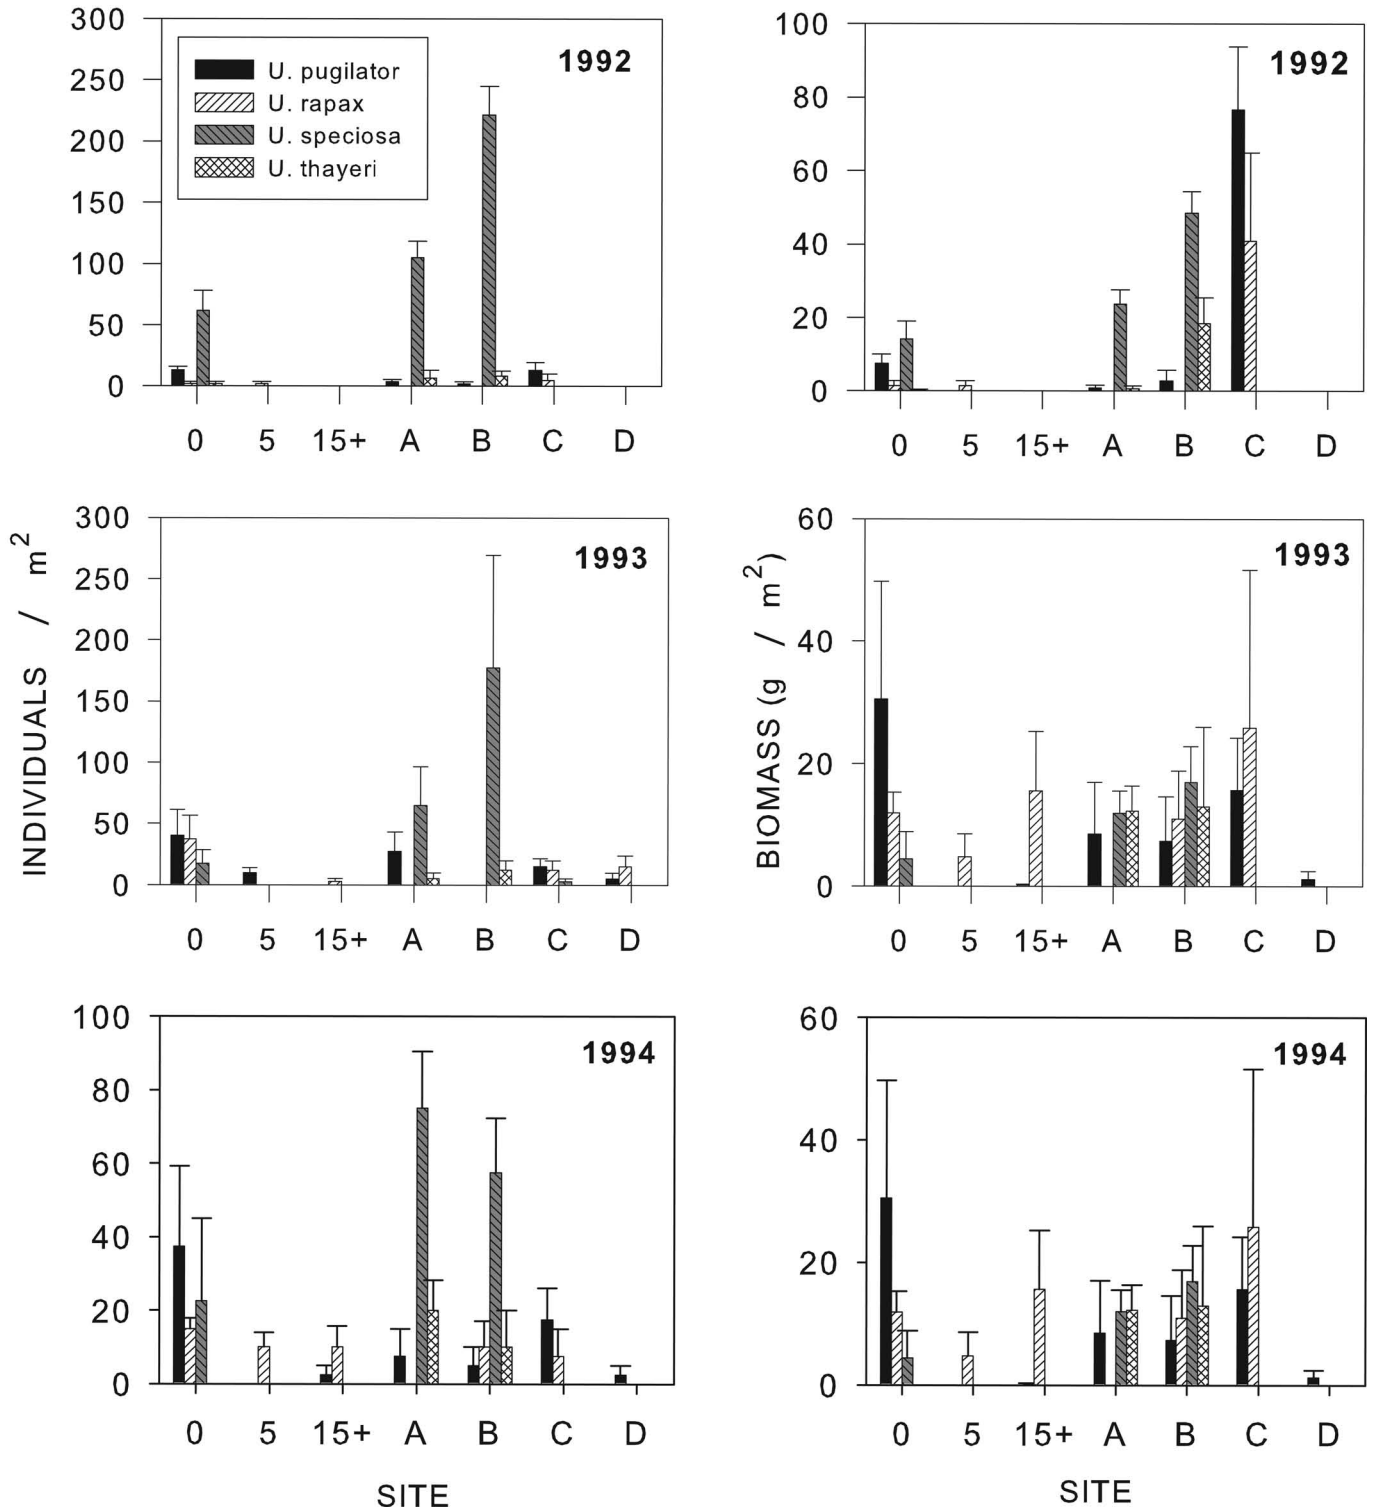 300
250
200
150
100
50
0
U. pugilator
U. rapax
U. speciosa
U. thayeri
1992
0 5 15+ A B C D
100
80
60
40
20
0
1992
0 5 15+ A B C D
INDIVIDUALS / m2
300
250
200
150
100
50
0
1993
0 5 15+ A B C D
BIOMASS (g / m2)
60
40
20
0
1993
0 5 15+ A B C D
100
80
60
40
20
0
1994
0 5 15+ A B C D
SITE
60
40
20
0
1994
0 5 15+ A B C D
SITE